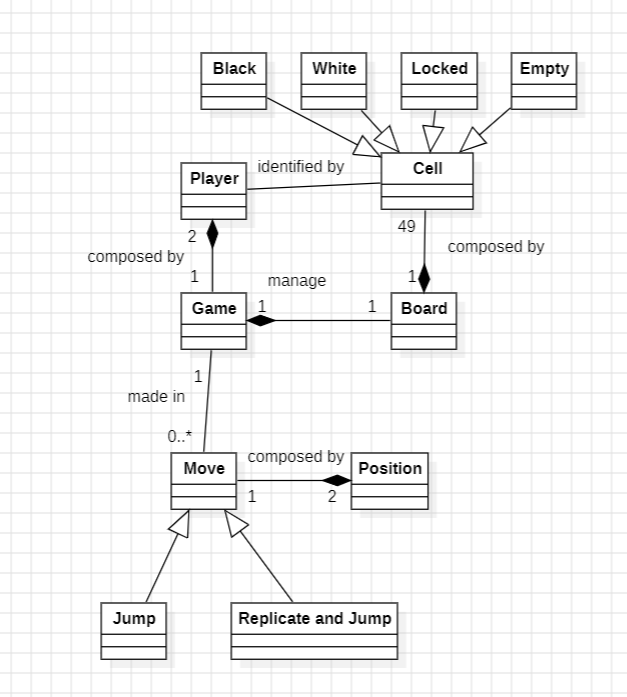 Black
White
Locked
Empty
identified by
Cell
Player
2
49
composed by
composed by
1
1
manage
Game
1
1
Board
1
made in
0..*
Move
composed by
Position
1
2
Jump
Replicate and Jump